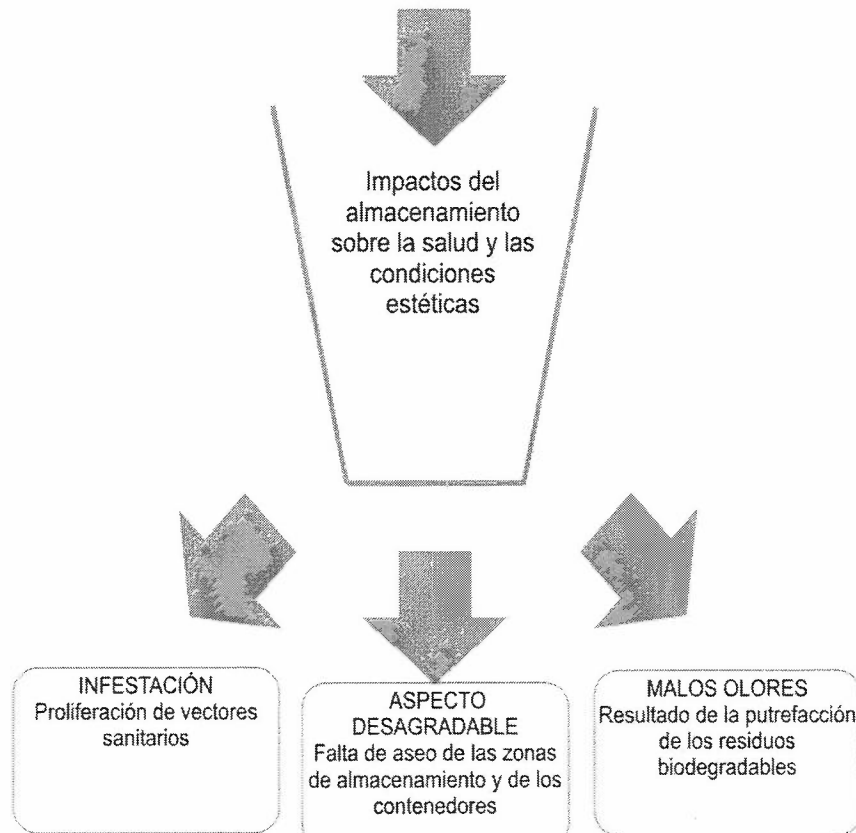 Impactos del
almacenamiento
sobre la salud y las
condiciones
estéticas
INFESTACIÓN
Proliferación de vectores
sanitarios
ASPECTO
DESAGRADABLE
Falta de aseo de las zonas
de almacenamiento y de los
contenedores
MALOS OLORES
Resultado de la putrefacción
de los residuos
biodegradables